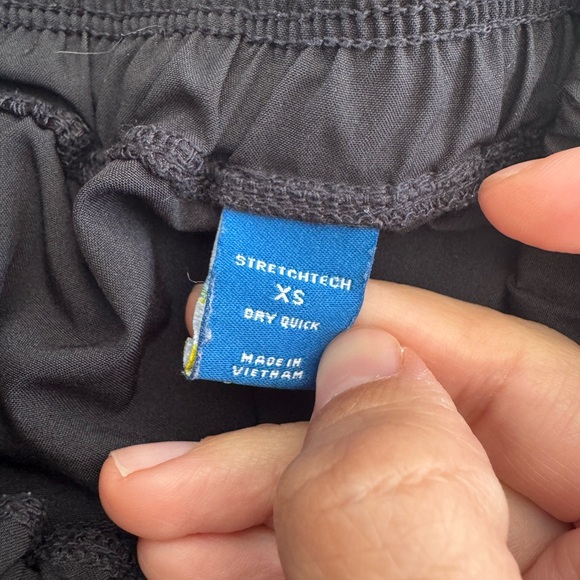 STRETCHTECH
XS
DRY QUICK
MADE IN
VIETNAM